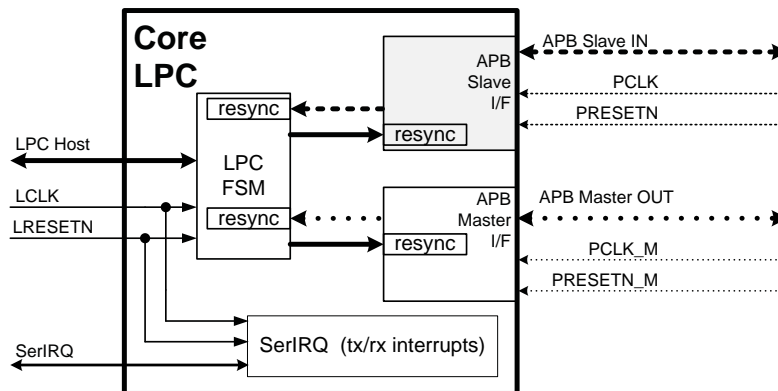 Core
LPC
APB
Slave
I/F
APB Slave IN
PCLK
PRESETN
resync
resync
LPC
FSM
LPC Host
LCLK
LRESETN
resync
APB
Master
I/F
resync
APB Master OUT
PCLK_M
PRESETN_M
SerIRQ
SerIRQ (tx/rx interrupts)